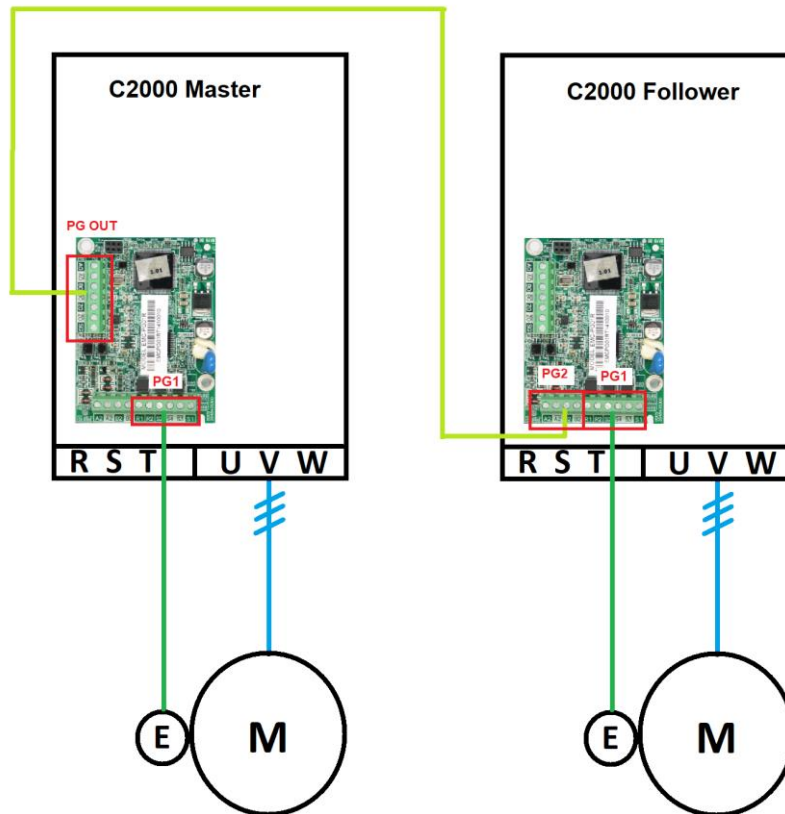 C2000 Master
C2000 Follower
PG OUT
PG1
PG2
PG1
R S T
U V W
R S T
U V W
E
M
E
M